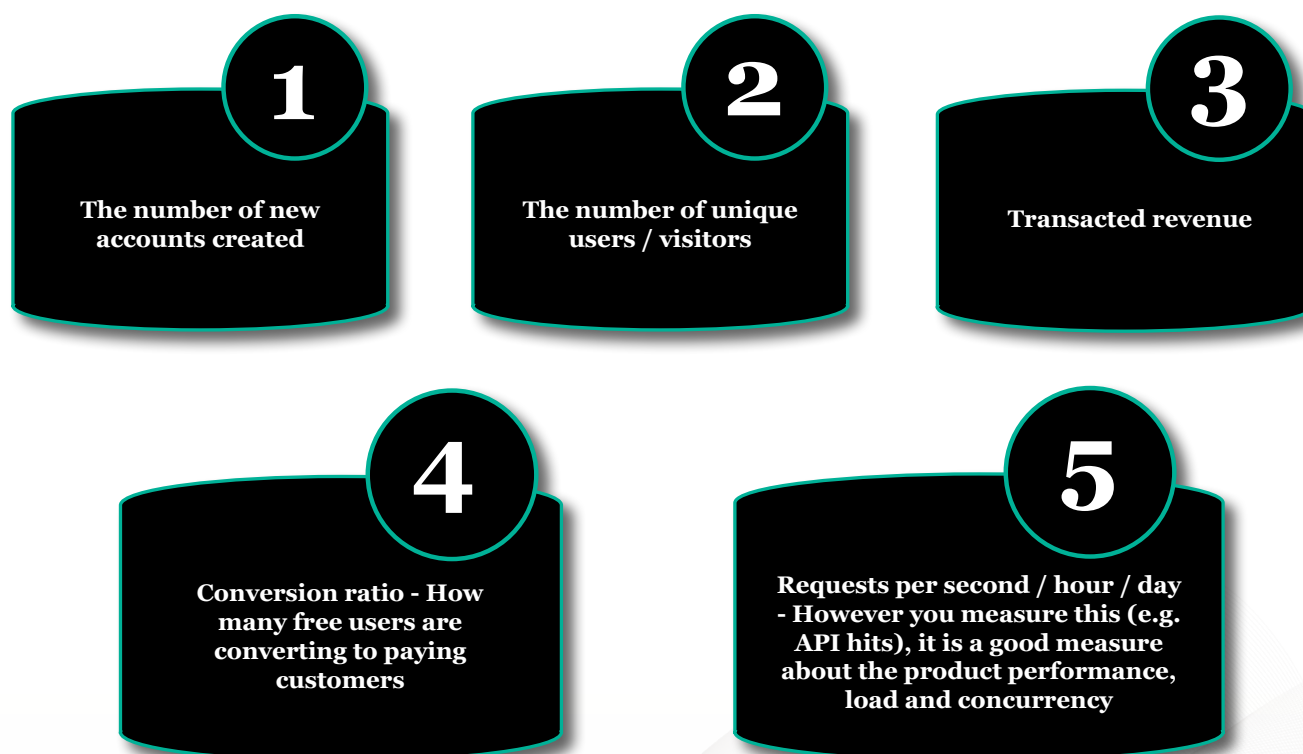 1
The number of new
accounts created
2
The number of unique
users / visitors
3
Transacted revenue
4
Conversion ratio - How
many free users are
converting to paying
customers
5
Requests per second / hour / day
- However you measure this (e.g.
API hits), it is a good measure
about the product performance,
load and concurrency